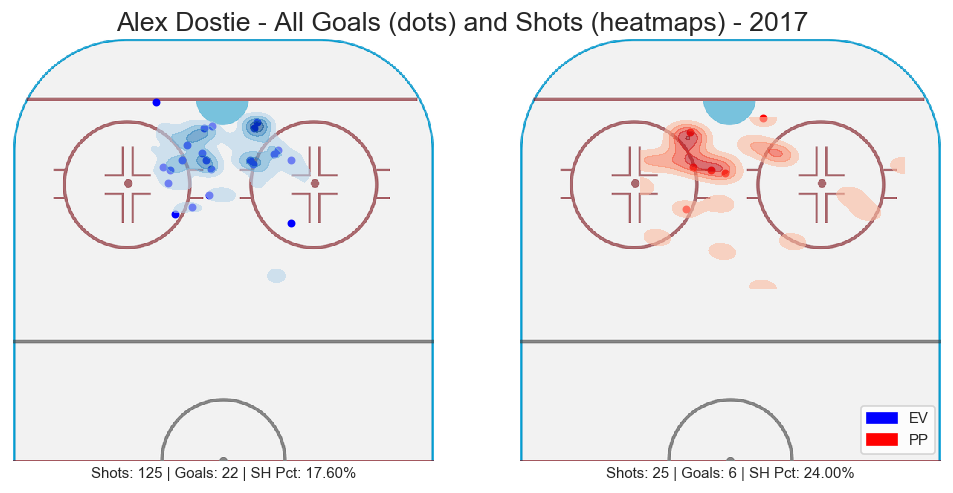 Alex Dostie - All Goals (dots) and Shots (heatmaps) - 2017
EV
PP
Shots: 125 | Goals: 22 | SH Pct: 17.60%
Shots: 25 | Goals: 6 | SH Pct: 24.00%